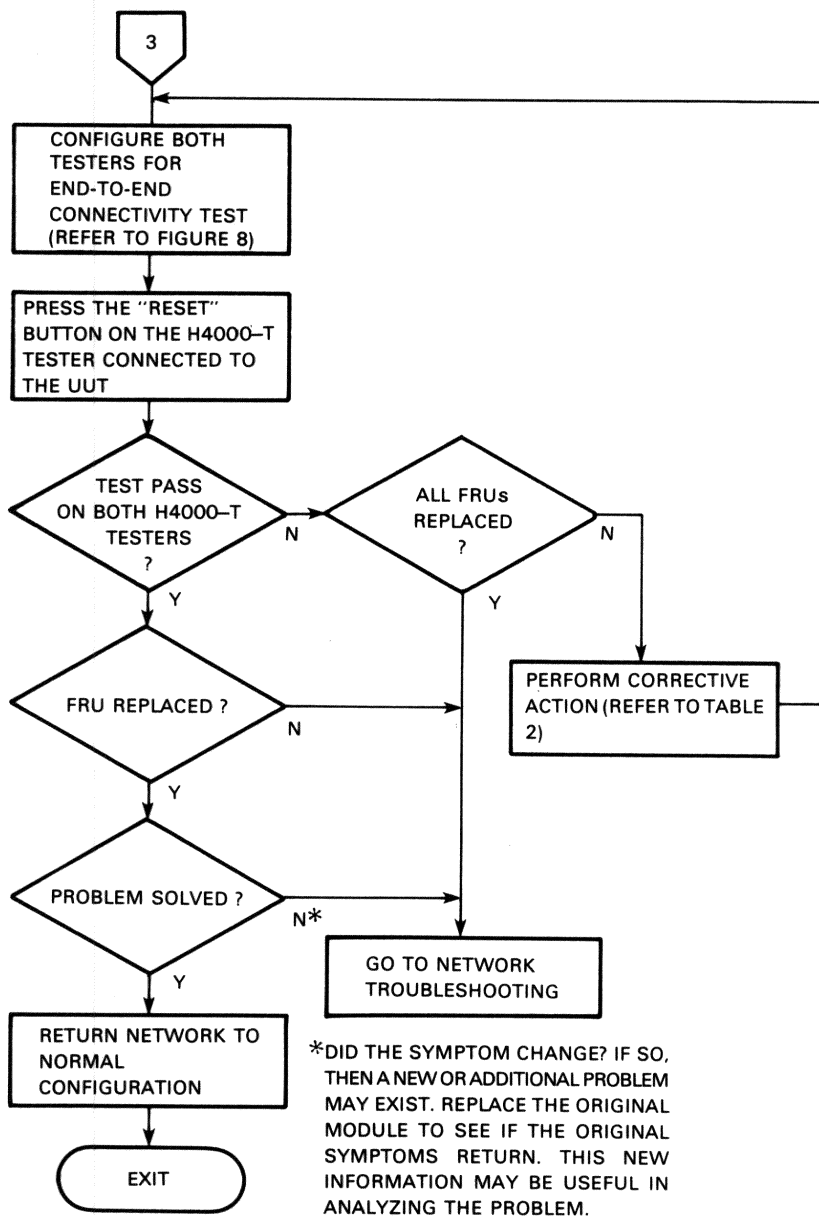 3
CONFIGURE BOTH
TESTERS FOR
END-TO-END
CONNECTIVITY TEST
(REFER TO FIGURE 8)
PRESS THE "RESET"
BUTTON ON THE H4000–T
TESTER CONNECTED TO
THE UUT
TEST PASS
ON BOTH H4000–T
TESTERS
?
N
Y
ALL FRUs
REPLACED
?
N
Y
PERFORM CORRECTIVE
ACTION (REFER TO TABLE
2)
FRU REPLACED ?
N
Y
PROBLEM SOLVED ?
N*
Y
GO TO NETWORK
TROUBLESHOOTING
RETURN NETWORK TO
NORMAL
CONFIGURATION
EXIT
*DID THE SYMPTOM CHANGE? IF SO,
THEN A NEW OR ADDITIONAL PROBLEM
MAY EXIST. REPLACE THE ORIGINAL
MODULE TO SEE IF THE ORIGINAL
SYMPTOMS RETURN. THIS NEW
INFORMATION MAY BE USEFUL IN
ANALYZING THE PROBLEM.